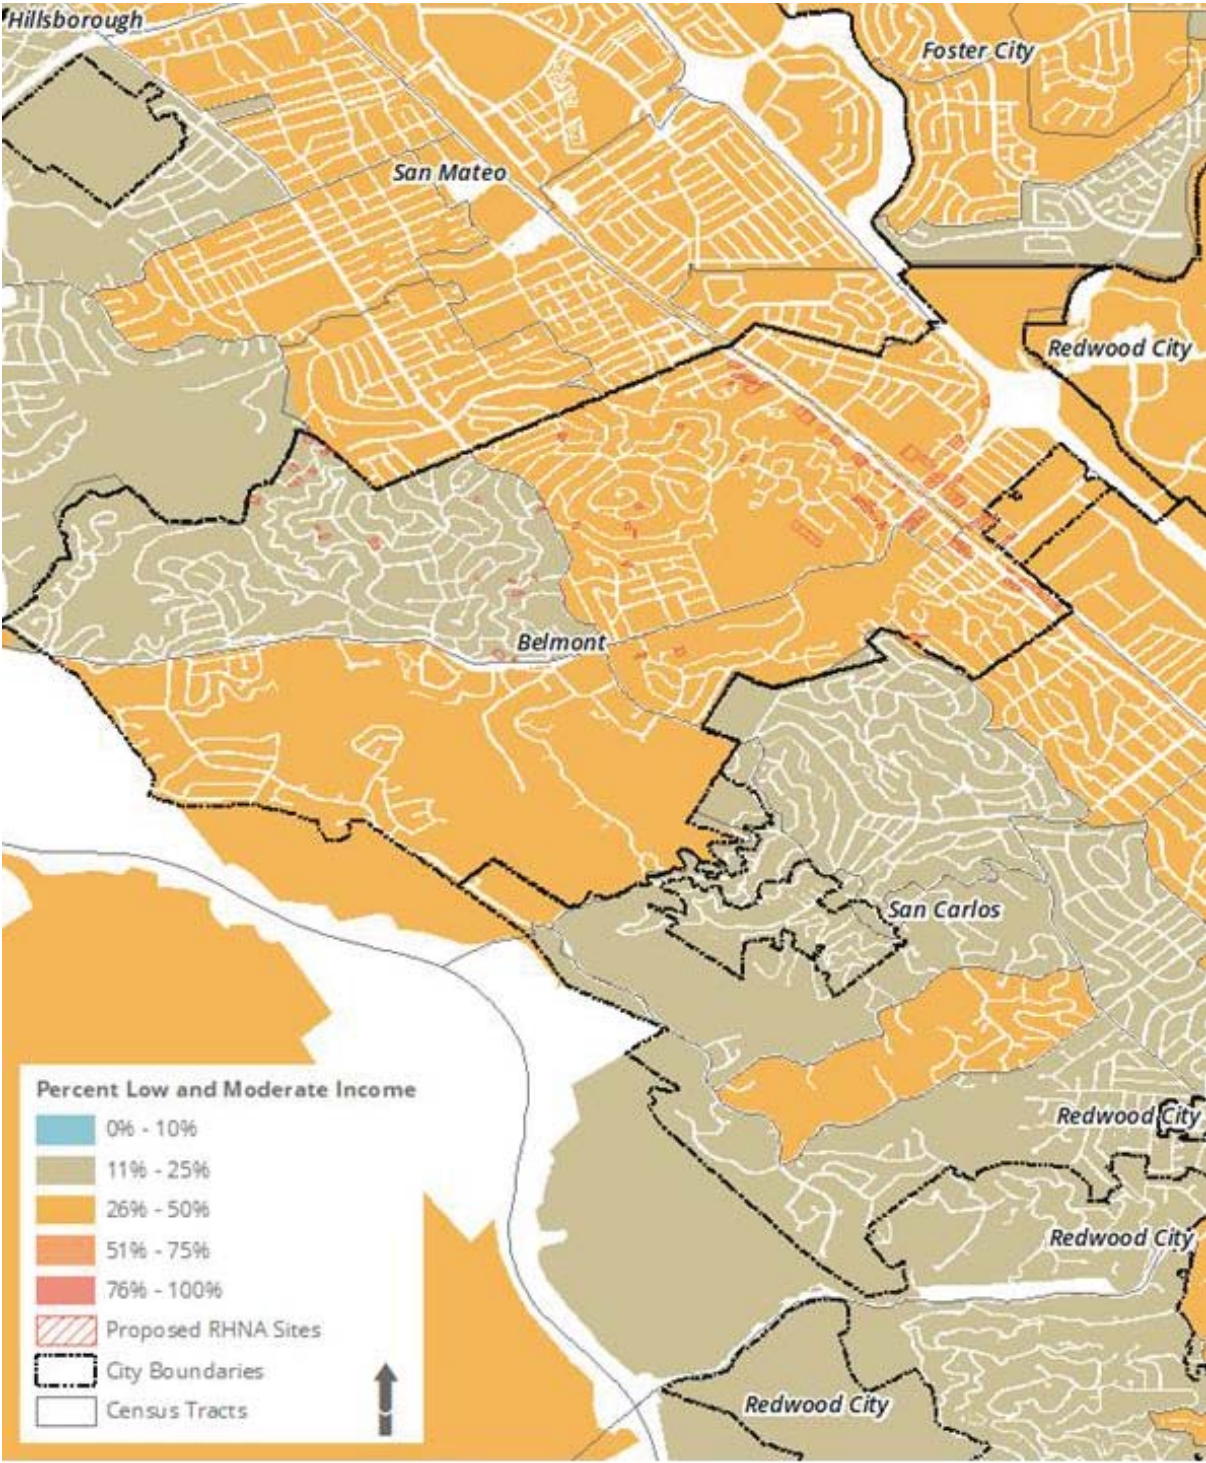 Hillsborough
Foster City
San Mateo
Redwood City
Belmont
San Carlos
Redwood City
Redwood City
Redwood City
Percent Low and Moderate Income
0% - 10%
11% - 25%
26% - 50%
51% - 75%
76% - 100%
Proposed RHNA Sites
City Boundaries
Census Tracts